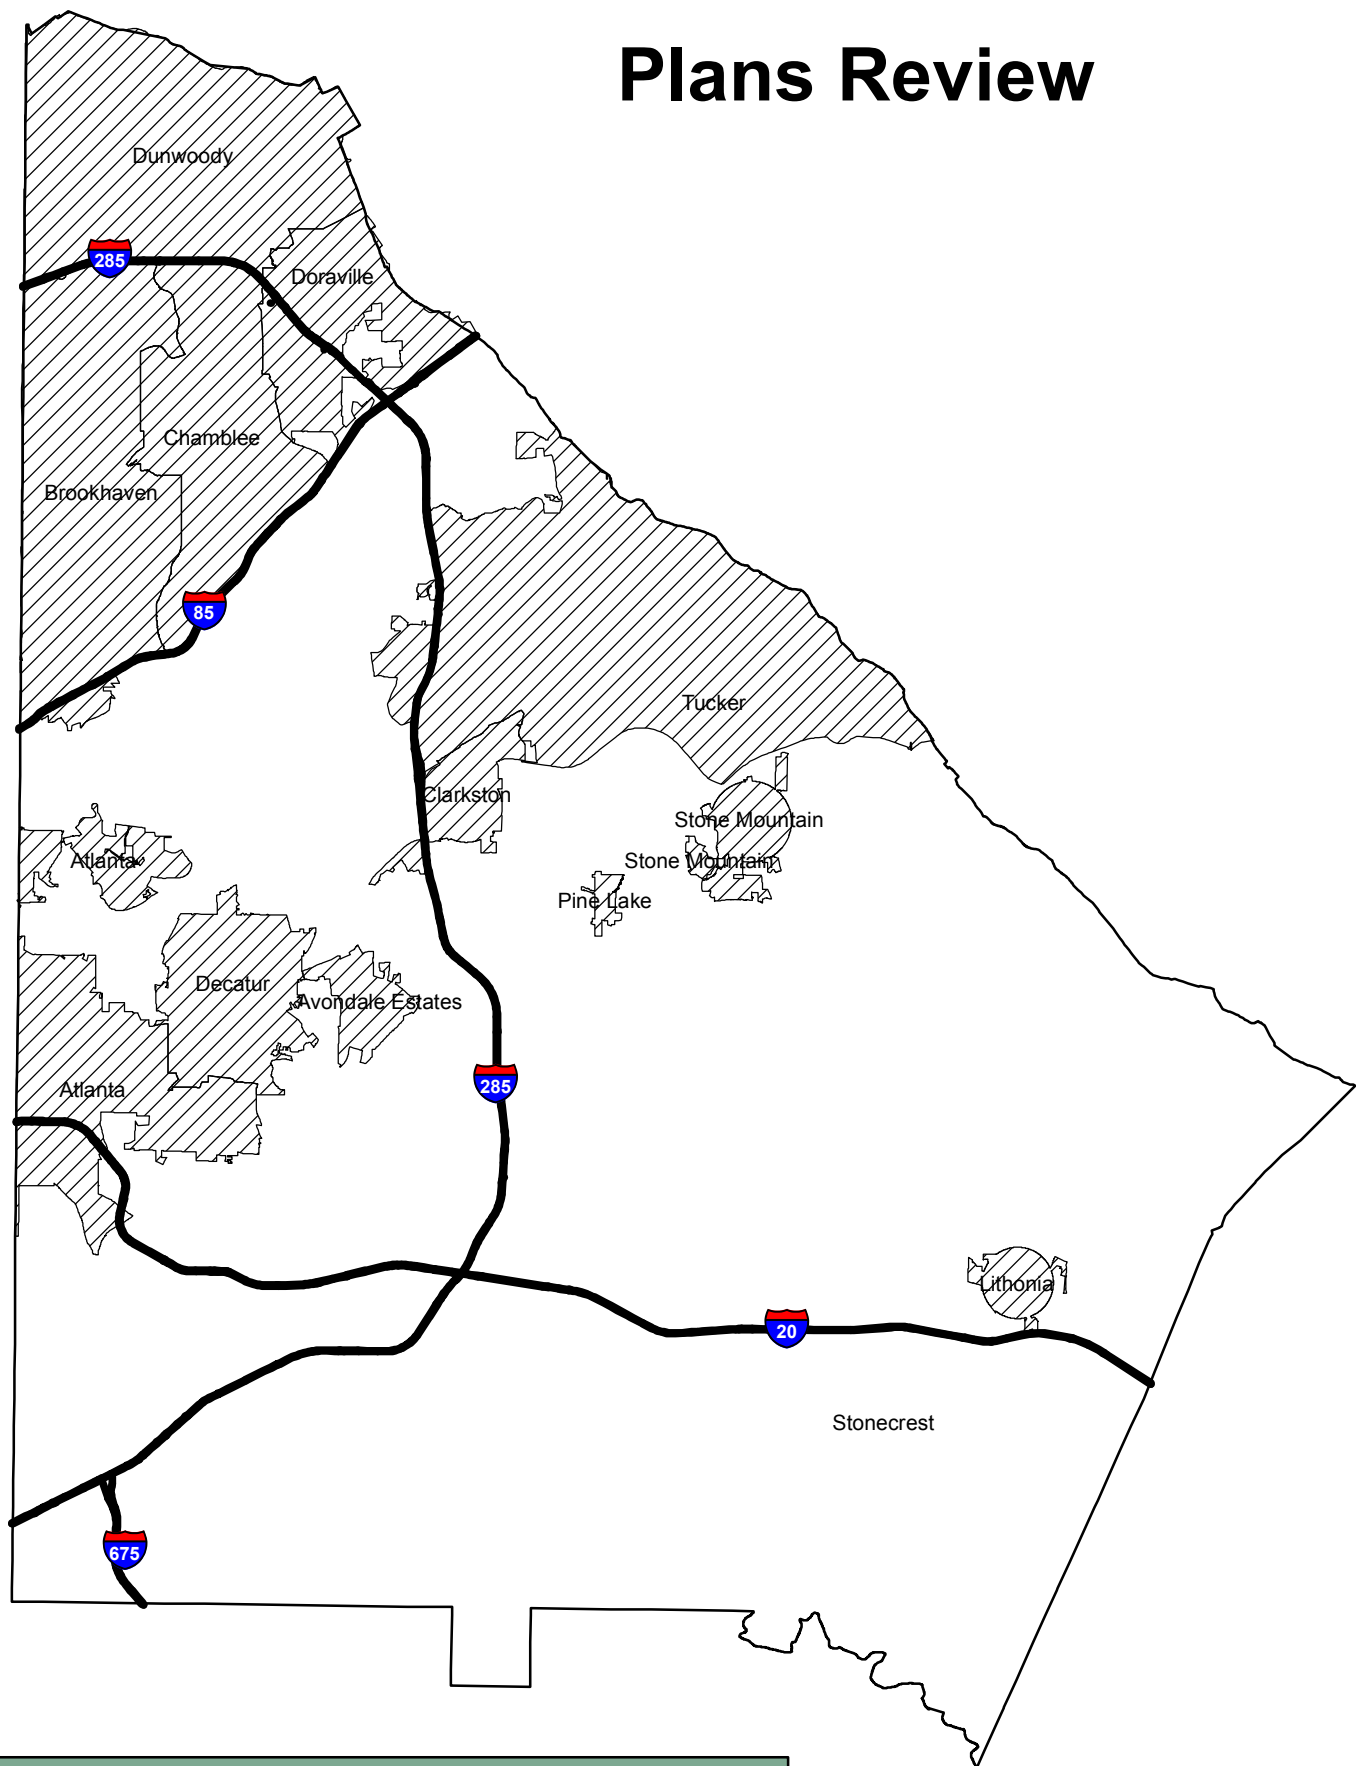 Plans Review
Dunwoody
285
Doraville
Chamblee
Brookhaven
85
Tucker
Clarkston
Stone Mountain
Atlanta
Stone Mountain
Pine Lake
Decatur
Avondale Estates
285
Atlanta
Lithonia
20
Stonecrest
675